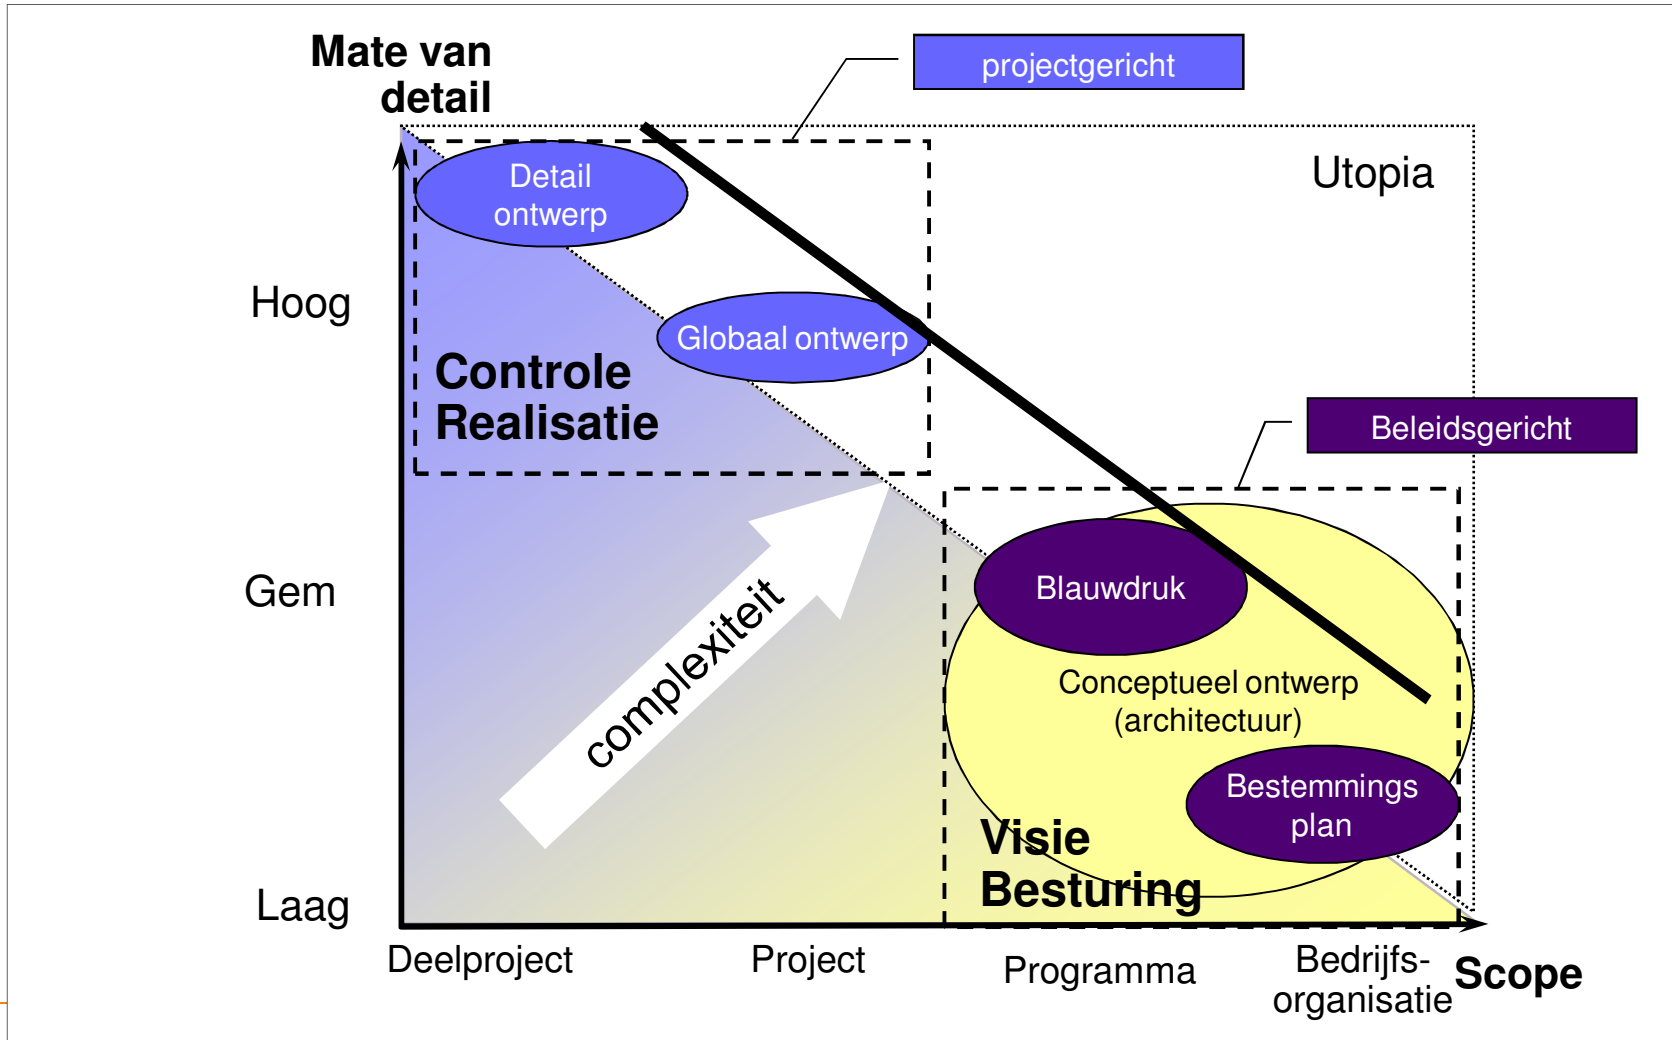 Mate van
detail
projectgericht
Utopia
Detail
ontwerp
Hoog
Globaal ontwerp
Controle
Realisatie
Beleidsgericht
Gem
Blauwdruk
complexiteit
Conceptueel ontwerp
(architectuur)
Bestemmings
plan
Visie
Besturing
Laag
Deelproject
Project
Programma
Bedrijfs-
organisatie
Scope